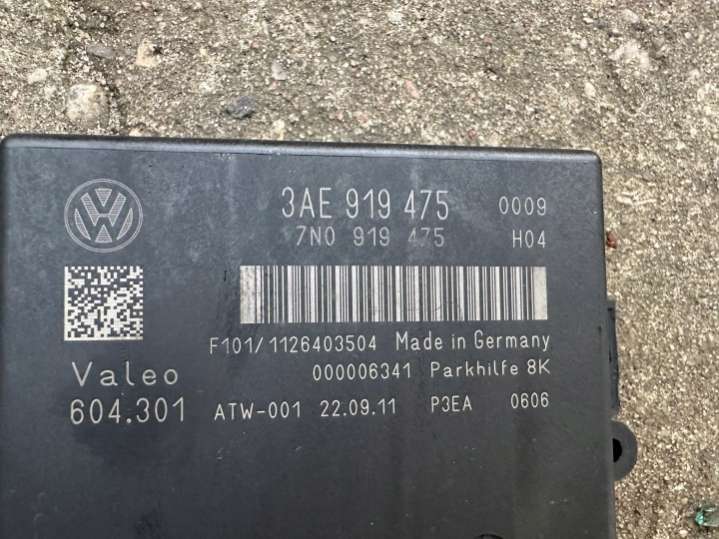 3AE 919 475 0009
7N0 919 475 H04
F101/1126403504 Made in Germany
Valeo 000006341 Parkhilfe 8K
604.301 ATW-001 22.09.11 P3EA 0606